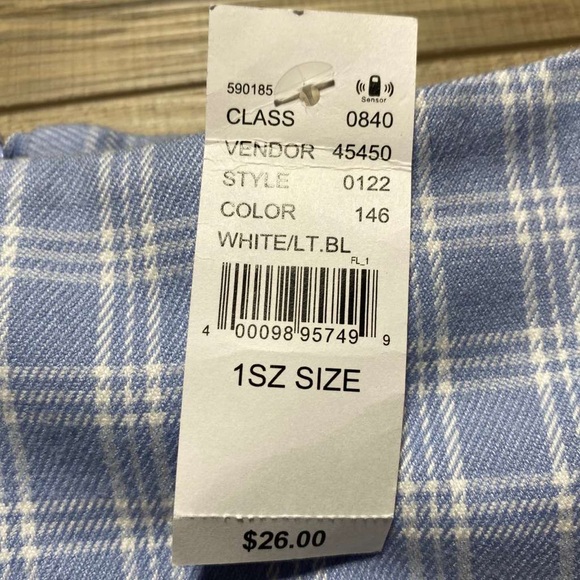 590185
Sensor
CLASS 0840
VENDOR 45450
STYLE 0122
COLOR 146
WHITE/LT.BL
FL_1
4 00098 95749 9
1SZ SIZE
$26.00